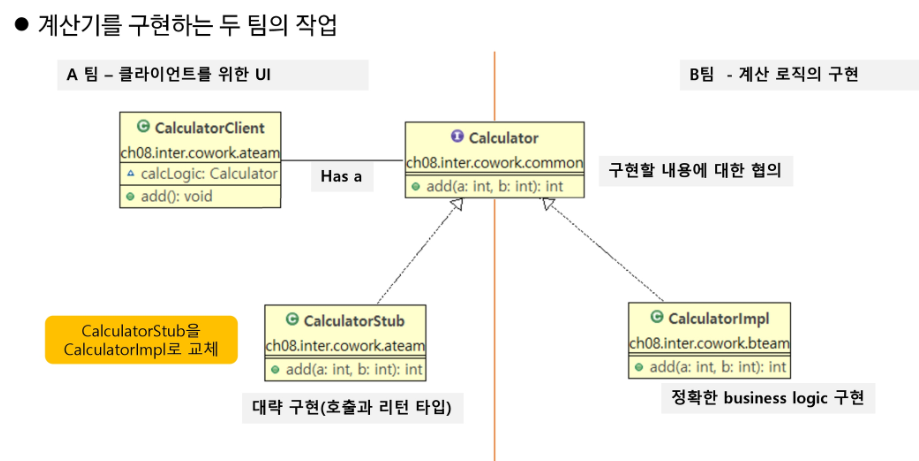 ● 계산기를 구현하는 두 팀의 작업
A 팀 – 클라이언트를 위한 UI
B팀 - 계산 로직의 구현
C CalculatorClient
ch08.inter.cowork.ateam
calcLogic: Calculator
add(): void
Has a
I Calculator
ch08.inter.cowork.common
add(a: int, b: int): int
구현할 내용에 대한 협의
CalculatorStub을
CalculatorImpl로 교체
C CalculatorStub
ch08.inter.cowork.ateam
add(a: int, b: int): int
대략 구현(호출과 리턴 타입)
C CalculatorImpl
ch08.inter.cowork.bteam
add(a: int, b: int): int
정확한 business logic 구현